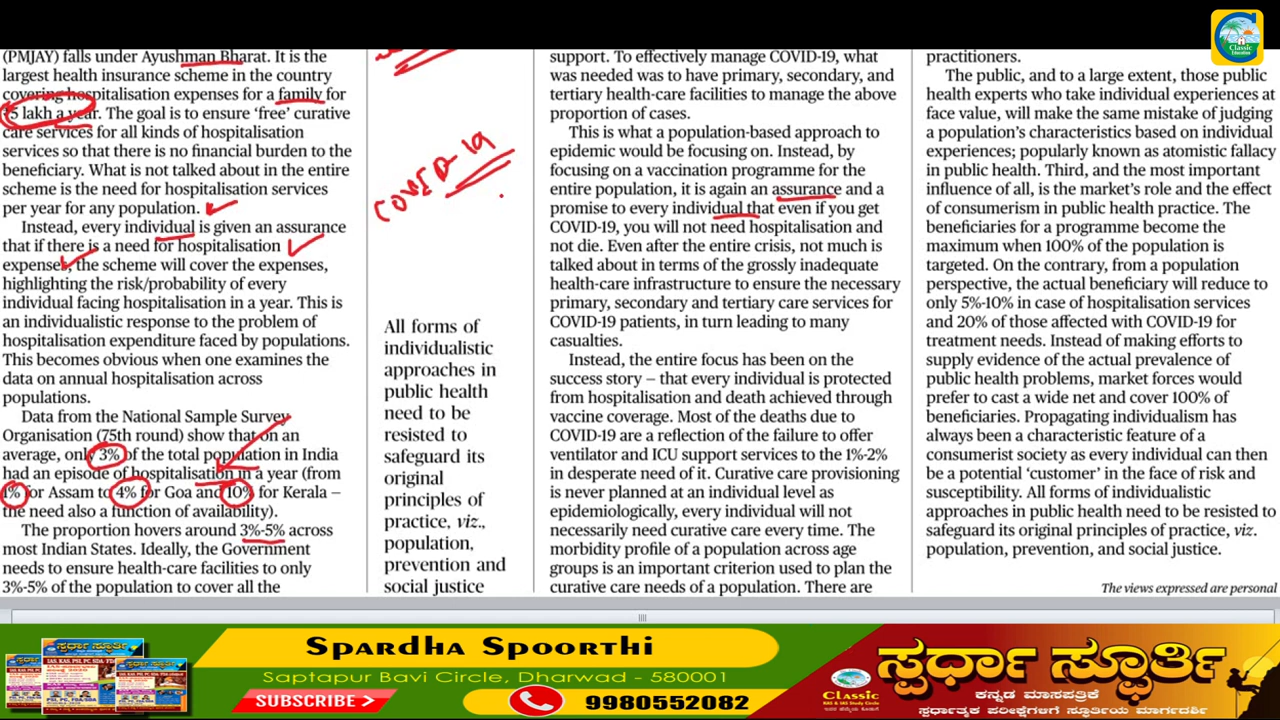 (PMJAY) falls under Ayushman Bharat. It is the
largest health insurance scheme in the country
covering hospitalisation expenses for a family for
₹5 lakh a year. The goal is to ensure ‘free’ curative
care services for all kinds of hospitalisation
services so that there is no financial burden to the
beneficiary. What is not talked about in the entire
scheme is the need for hospitalisation services
per year for any population.
Instead, every individual is given an assurance
that if there is a need for hospitalisation
expenses, the scheme will cover the expenses,
highlighting the risk/probability of every
individual facing hospitalisation in a year. This is
an individualistic response to the problem of
hospitalisation expenditure faced by populations.
This becomes obvious when one examines the
data on annual hospitalisation across
populations.
Data from the National Sample Survey
Organisation (75th round) show that on an
average, only 3% of the total population in India
had an episode of hospitalisation in a year (from
1% for Assam to 4% for Goa and 10% for Kerala —
the need also a function of availability).
The proportion hovers around 3%-5% across
most Indian States. Ideally, the Government
needs to ensure health-care facilities to only
3%-5% of the population to cover all the
COVID 19
All forms of
individualistic
approaches in
public health
need to be
resisted to
safeguard its
original
principles of
practice, viz.,
population,
prevention and
social justice
support. To effectively manage COVID-19, what
was needed was to have primary, secondary, and
tertiary health-care facilities to manage the above
proportion of cases.
This is what a population-based approach to
epidemic would be focusing on. Instead, by
focusing on a vaccination programme for the
entire population, it is again an assurance and a
promise to every individual that even if you get
COVID-19, you will not need hospitalisation and
not die. Even after the entire crisis, not much is
talked about in terms of the grossly inadequate
health-care infrastructure to ensure the necessary
primary, secondary and tertiary care services for
COVID-19 patients, in turn leading to many
casualties.
Instead, the entire focus has been on the
success story — that every individual is protected
from hospitalisation and death achieved through
vaccine coverage. Most of the deaths due to
COVID-19 are a reflection of the failure to offer
ventilator and ICU support services to the 1%-2%
in desperate need of it. Curative care provisioning
is never planned at an individual level as
epidemiologically, every individual will not
necessarily need curative care every time. The
morbidity profile of a population across age
groups is an important criterion used to plan the
curative care needs of a population. There are
practitioners.
The public, and to a large extent, those public
health experts who take individual experiences at
face value, will make the same mistake of judging
a population’s characteristics based on individual
experiences; popularly known as atomistic fallacy
in public health. Third, and the most important
influence of all, is the market’s role and the effect
of consumerism in public health practice. The
beneficiaries for a programme become the
maximum when 100% of the population is
targeted. On the contrary, from a population
perspective, the actual beneficiary will reduce to
only 5%-10% in case of hospitalisation services
and 20% of those affected with COVID-19 for
treatment needs. Instead of making efforts to
supply evidence of the actual prevalence of
public health problems, market forces would
prefer to cast a wide net and cover 100% of
beneficiaries. Propagating individualism has
always been a characteristic feature of a
consumerist society as every individual can then
be a potential ‘customer’ in the face of risk and
susceptibility. All forms of individualistic
approaches in public health need to be resisted to
safeguard its original principles of practice, viz.
population, prevention, and social justice.
The views expressed are personal
Classic
Education
Spardha Spoorthi
Saptapur Bavi Circle, Dharwad - 580001
SUBSCRIBE
9980552082
Classic
KAS & IAS Study Circle
ಸ್ಪರ್ಧಾ ಸ್ಫೂರ್ತಿ
ಕನ್ನಡ ಮಾಸಪತ್ರಿಕೆ
ಸ್ಪರ್ಧಾತ್ಮಕ ಪರೀಕ್ಷೆಗಳಿಗೆ ಸ್ಫೂರ್ತಿಯ ಮಾರ್ಗದರ್ಶಿ